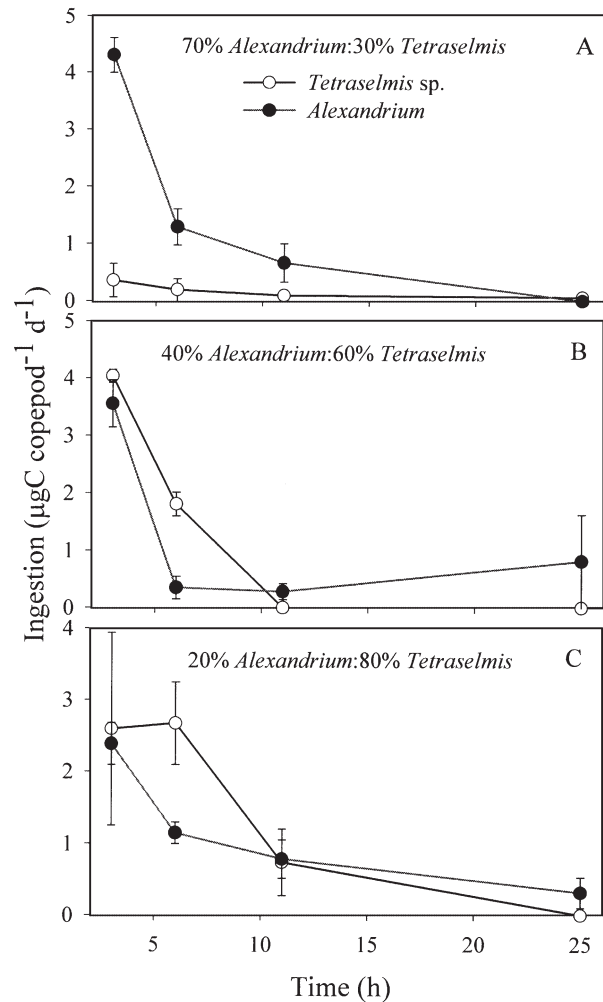 70% Alexandrium:30% Tetraselmis
A
Tetraselmis sp.
Alexandrium
5
4
3
2
1
0
40% Alexandrium:60% Tetraselmis
B
5
4
3
2
1
0
20% Alexandrium:80% Tetraselmis
C
4
3
2
1
0
5 10 15 20 25
Time (h)
Ingestion (µgC copepod⁻¹ d⁻¹)